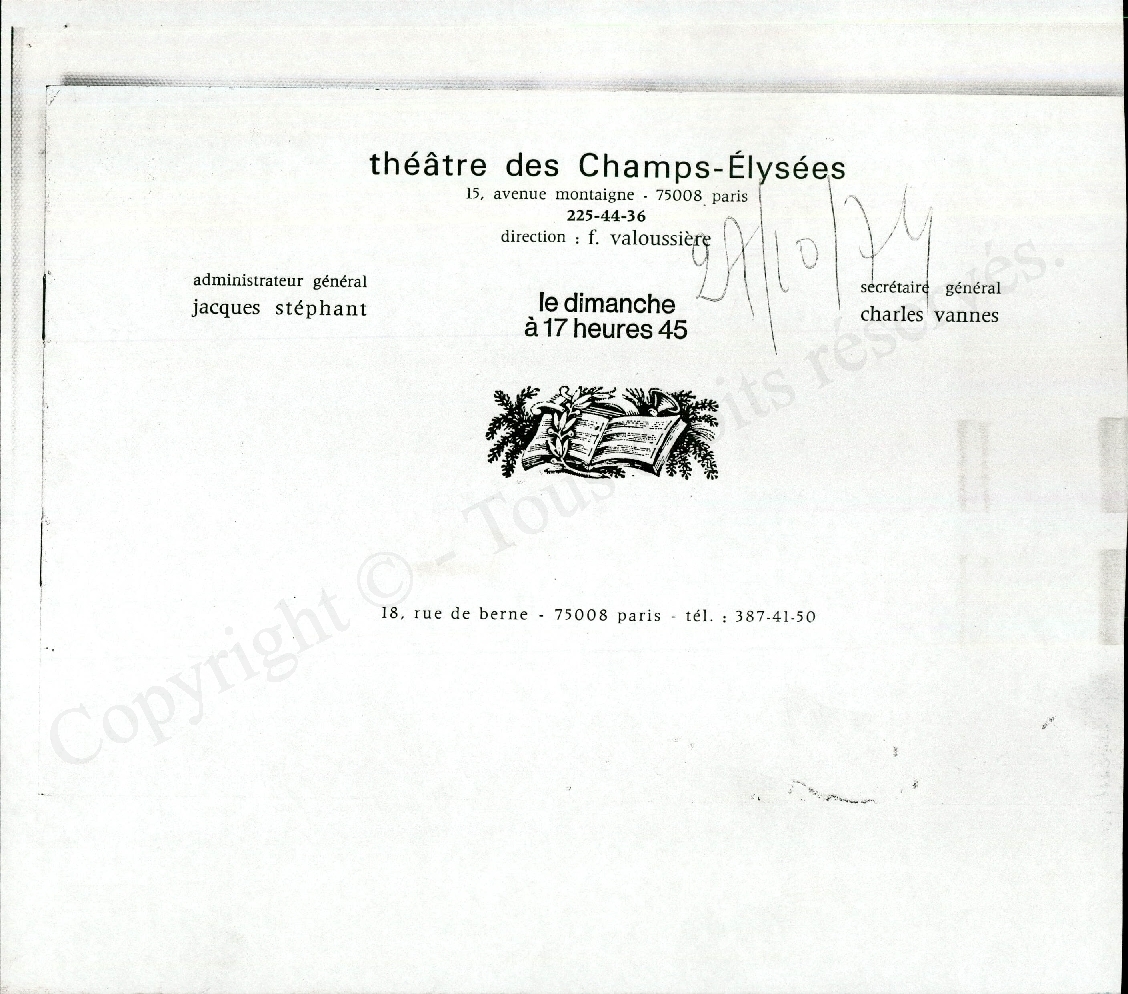 théâtre des Champs-Élysées
15, avenue montaigne - 75008 paris
225-44-36
direction : f. valoussière
27/10/74
administrateur général
jacques stéphant
le dimanche
à 17 heures 45
secrétaire général
charles vannes
18, rue de berne - 75008 paris - tél. : 387-41-50
Copyright © - Tous droits réservés.